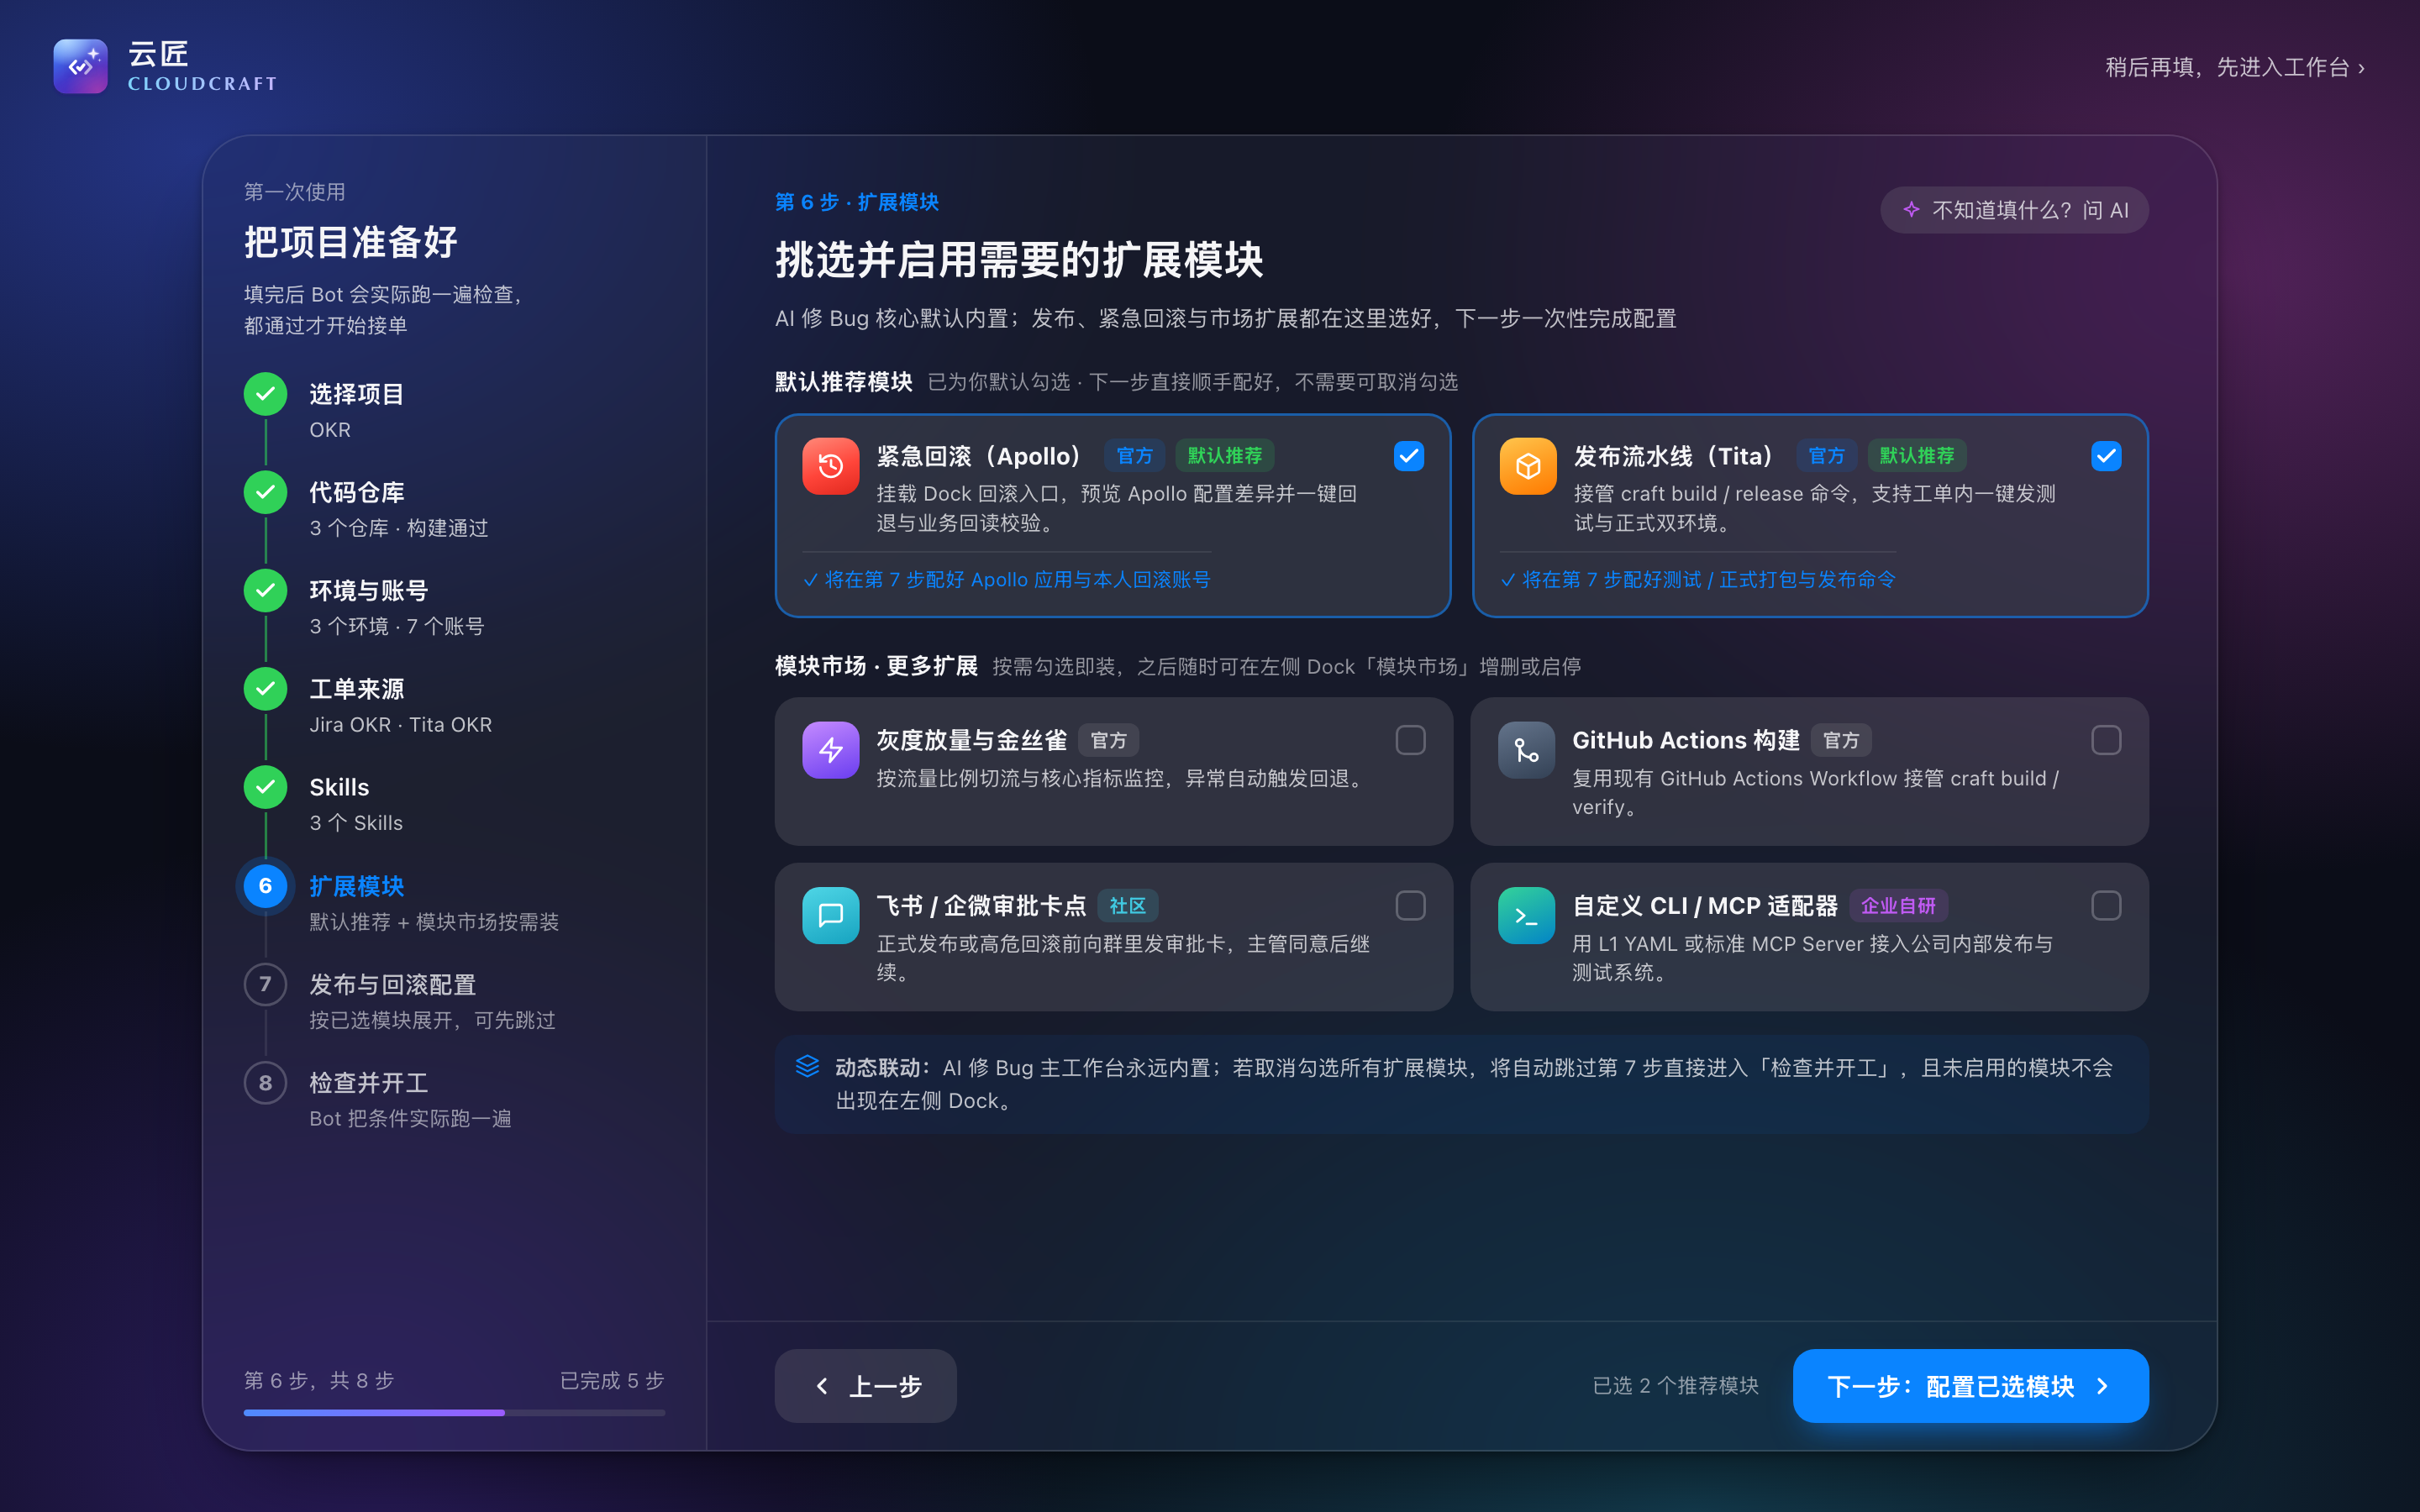 云匠
CLOUDCRAFT
稍后再填，先进入工作台 ›
第一次使用
把项目准备好
填完后 Bot 会实际跑一遍检查，
都通过才开始接单
选择项目
OKR
代码仓库
3 个仓库 · 构建通过
环境与账号
3 个环境 · 7 个账号
工单来源
Jira OKR · Tita OKR
Skills
3 个 Skills
6
扩展模块
默认推荐 + 模块市场按需装
7
发布与回滚配置
按已选模块展开，可先跳过
8
检查并开工
Bot 把条件实际跑一遍
第 6 步，共 8 步
已完成 5 步
第 6 步 · 扩展模块
不知道填什么？问 AI
挑选并启用需要的扩展模块
AI 修 Bug 核心默认内置；发布、紧急回滚与市场扩展都在这里选好，下一步一次性完成配置
默认推荐模块 已为你默认勾选 · 下一步直接顺手配好，不需要可取消勾选
紧急回滚（Apollo） 官方 默认推荐
挂载 Dock 回滚入口，预览 Apollo 配置差异并一键回
退与业务回读校验。
✓ 将在第 7 步配好 Apollo 应用与本人回滚账号
发布流水线（Tita） 官方 默认推荐
接管 craft build / release 命令，支持工单内一键发测
试与正式双环境。
✓ 将在第 7 步配好测试 / 正式打包与发布命令
模块市场 · 更多扩展 按需勾选即装，之后随时可在左侧 Dock「模块市场」增删或启停
灰度放量与金丝雀 官方
按流量比例切流与核心指标监控，异常自动触发回退。
GitHub Actions 构建 官方
复用现有 GitHub Actions Workflow 接管 craft build /
verify。
飞书 / 企微审批卡点 社区
正式发布或高危回滚前向群里发审批卡，主管同意后继
续。
自定义 CLI / MCP 适配器 企业自研
用 L1 YAML 或标准 MCP Server 接入公司内部发布与
测试系统。
动态联动：AI 修 Bug 主工作台永远内置；若取消勾选所有扩展模块，将自动跳过第 7 步直接进入「检查并开工」，且未启用的模块不会
出现在左侧 Dock。
上一步
已选 2 个推荐模块
下一步：配置已选模块